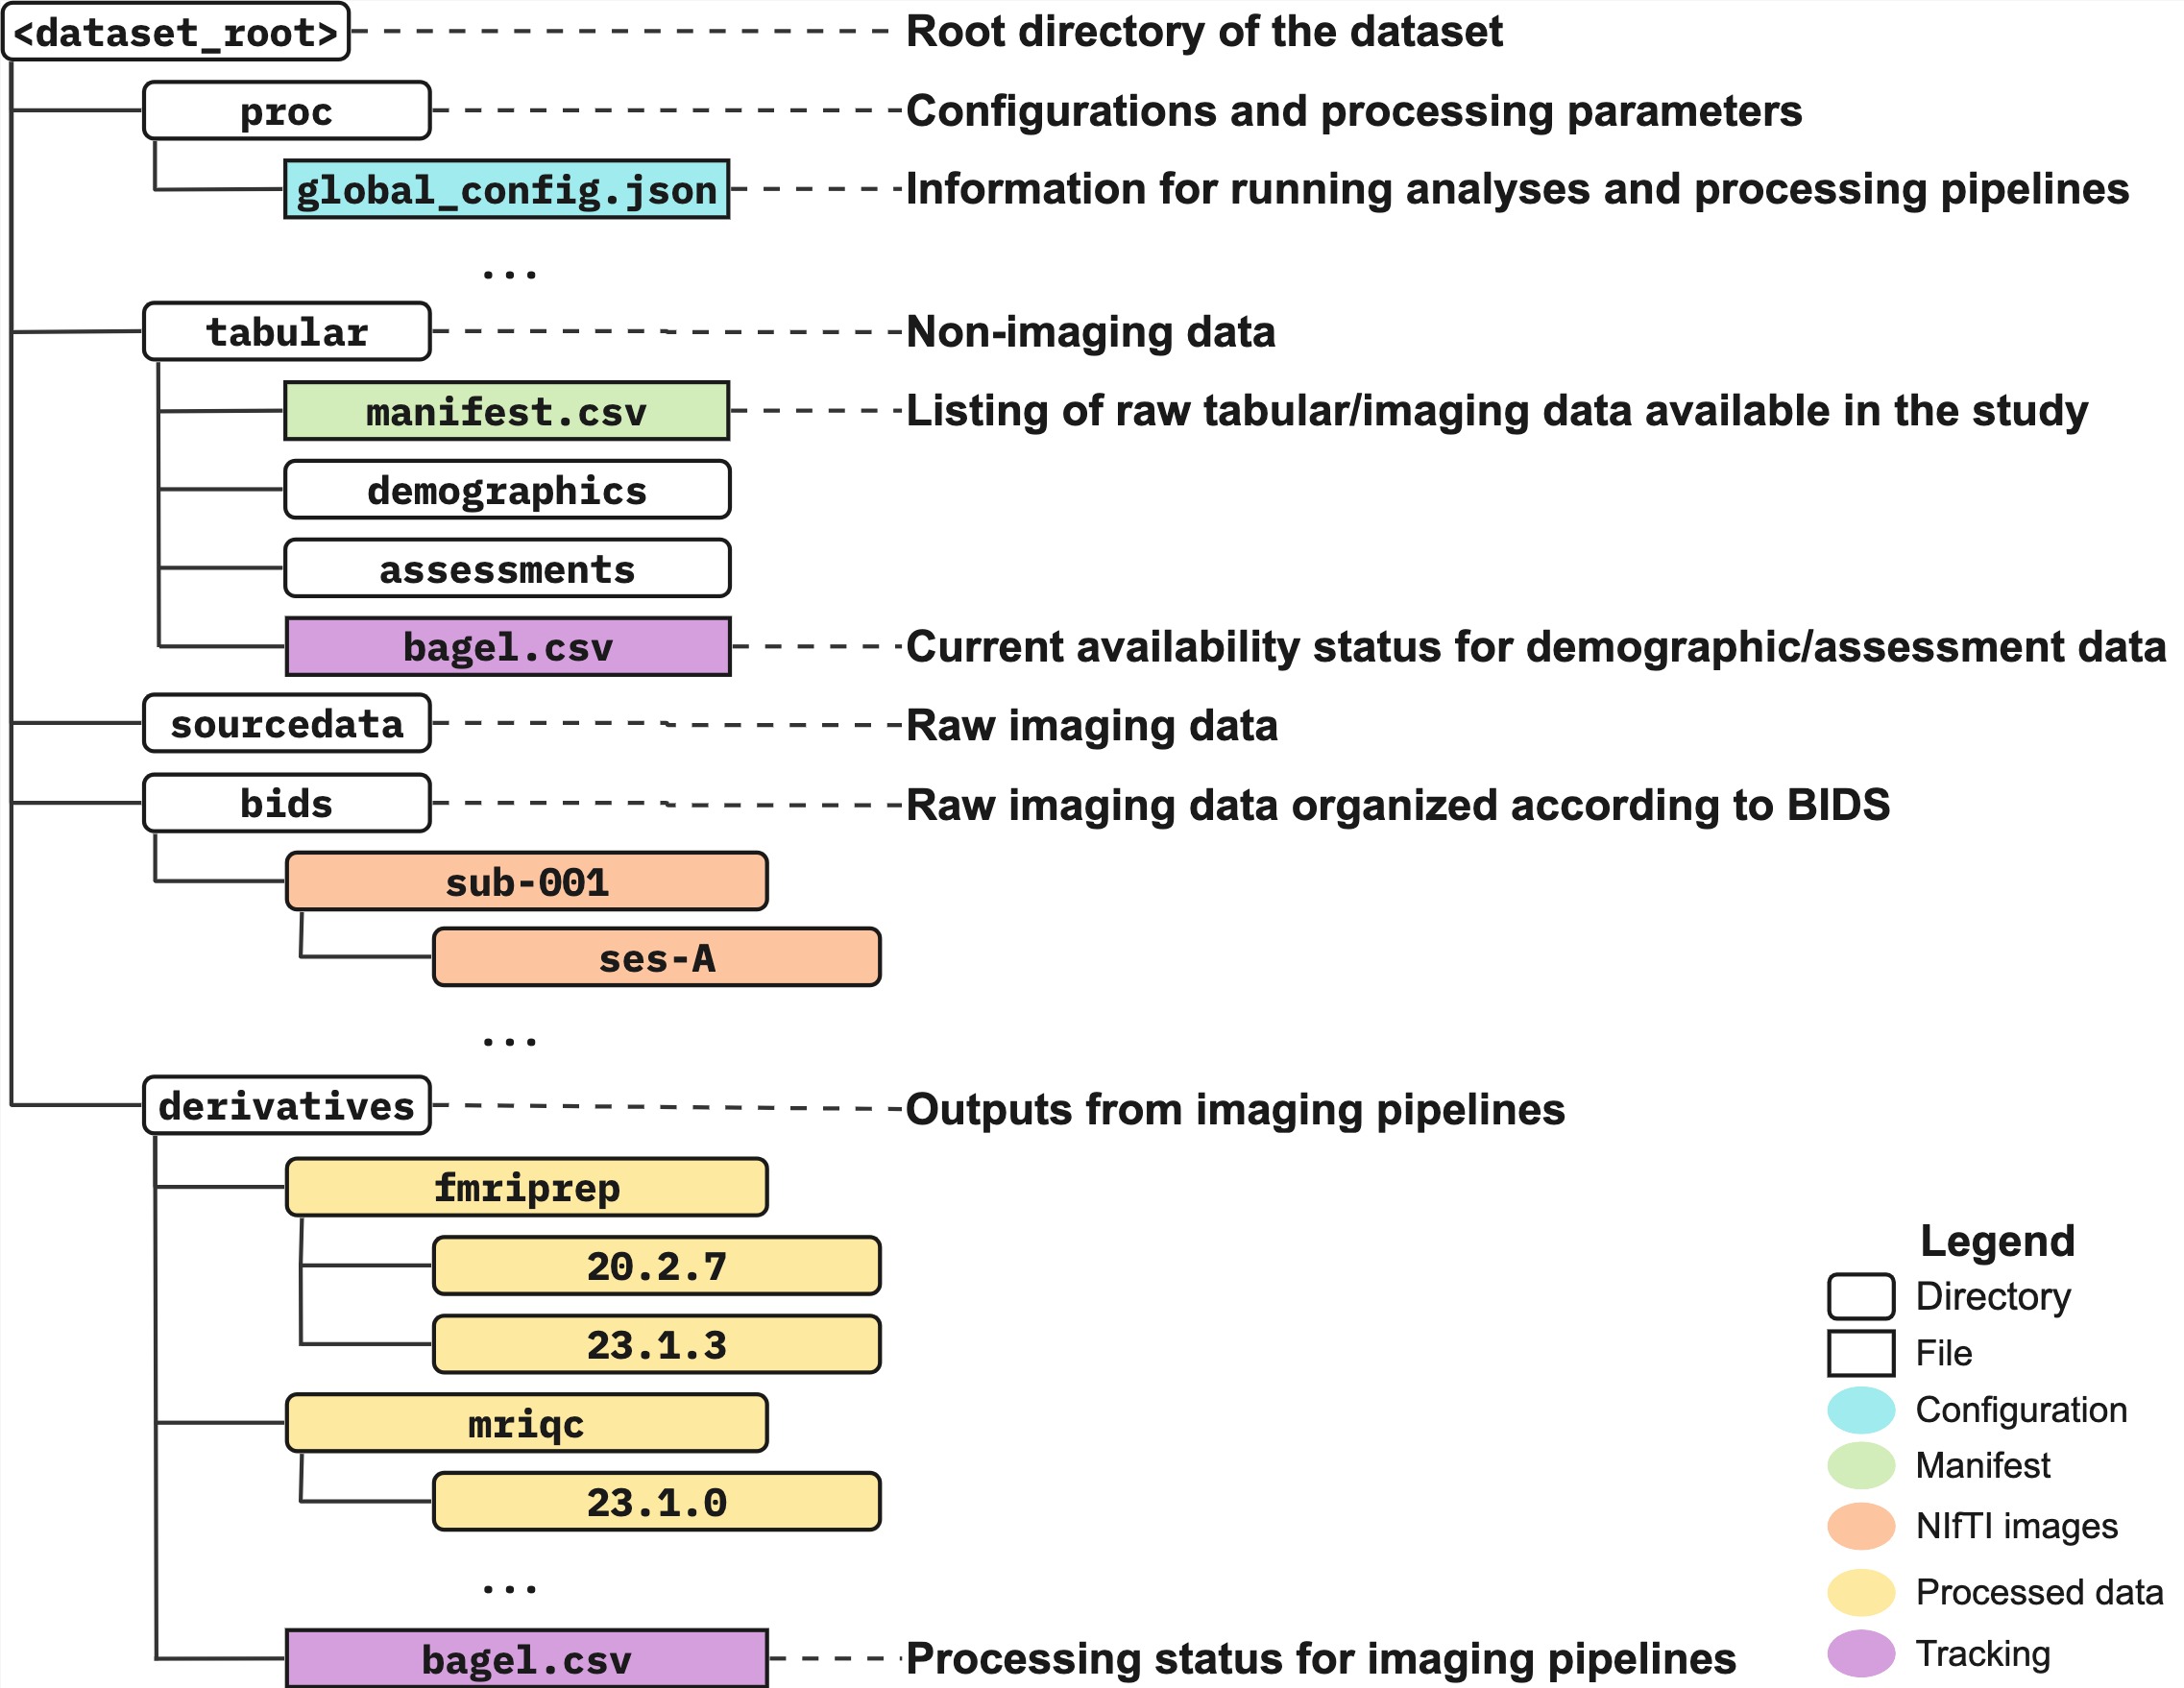 <dataset_root> Root directory of the dataset
proc Configurations and processing parameters
global_config.json Information for running analyses and processing pipelines
...
tabular Non-imaging data
manifest.csv Listing of raw tabular/imaging data available in the study
demographics
assessments
bagel.csv Current availability status for demographic/assessment data
sourcedata Raw imaging data
bids Raw imaging data organized according to BIDS
sub-001
ses-A
...
derivatives Outputs from imaging pipelines
fmriprep
20.2.7
23.1.3
mriqc
23.1.0
...
bagel.csv Processing status for imaging pipelines
Legend
Directory
File
Configuration
Manifest
NIfTI images
Processed data
Tracking